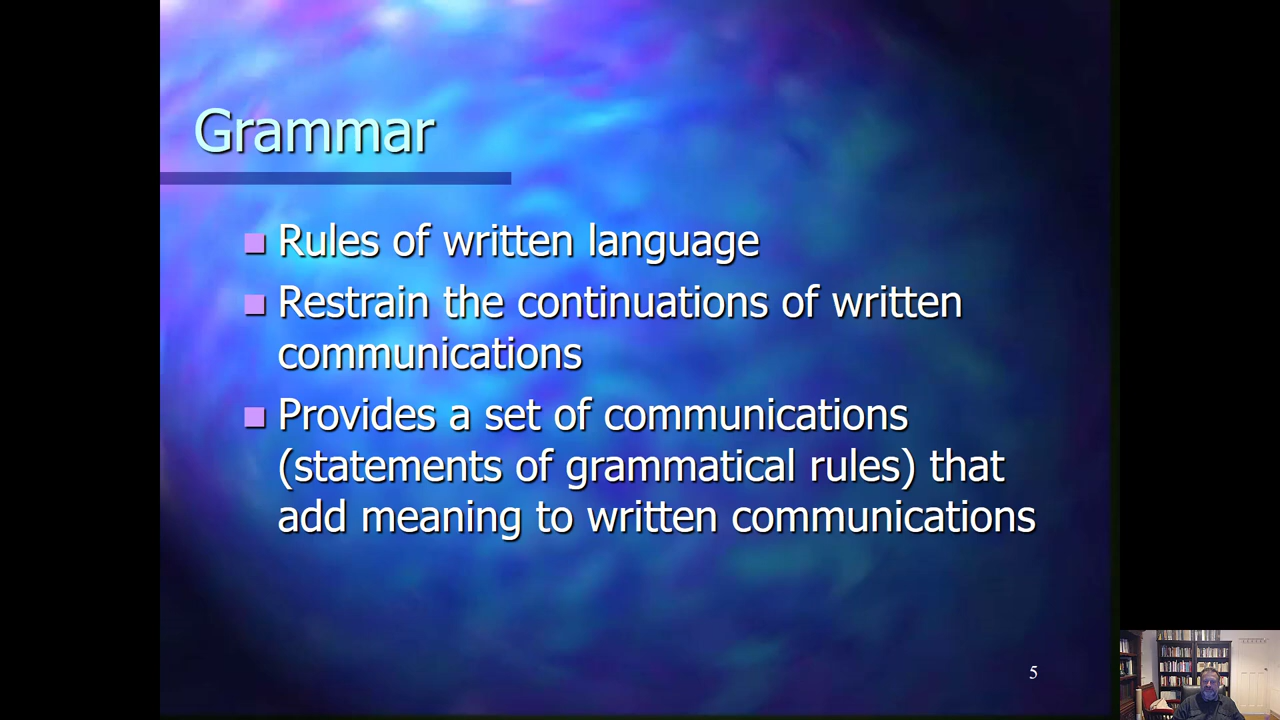 Grammar
Rules of written language
Restrain the continuations of written
communications
Provides a set of communications
(statements of grammatical rules) that
add meaning to written communications
5